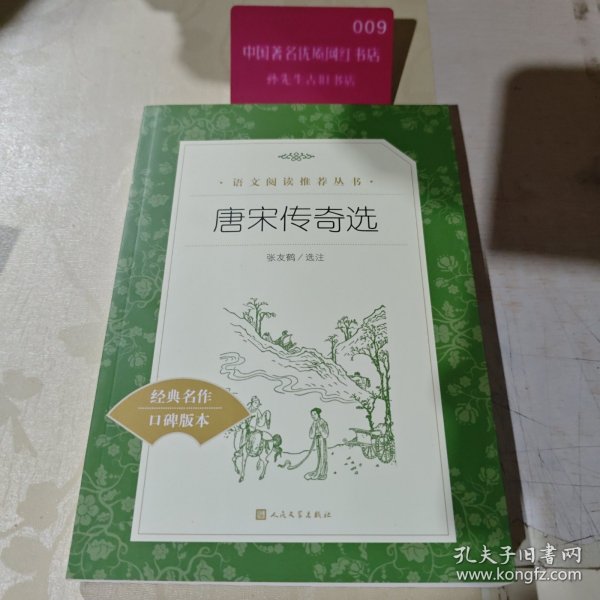 009
中国著名优质网红书店
孙先生古旧书店
·语文阅读推荐丛书·
唐宋传奇选
张友鹤/选注
经典名作
口碑版本
人民文学出版社
孔夫子旧书网
www.kongfz.com